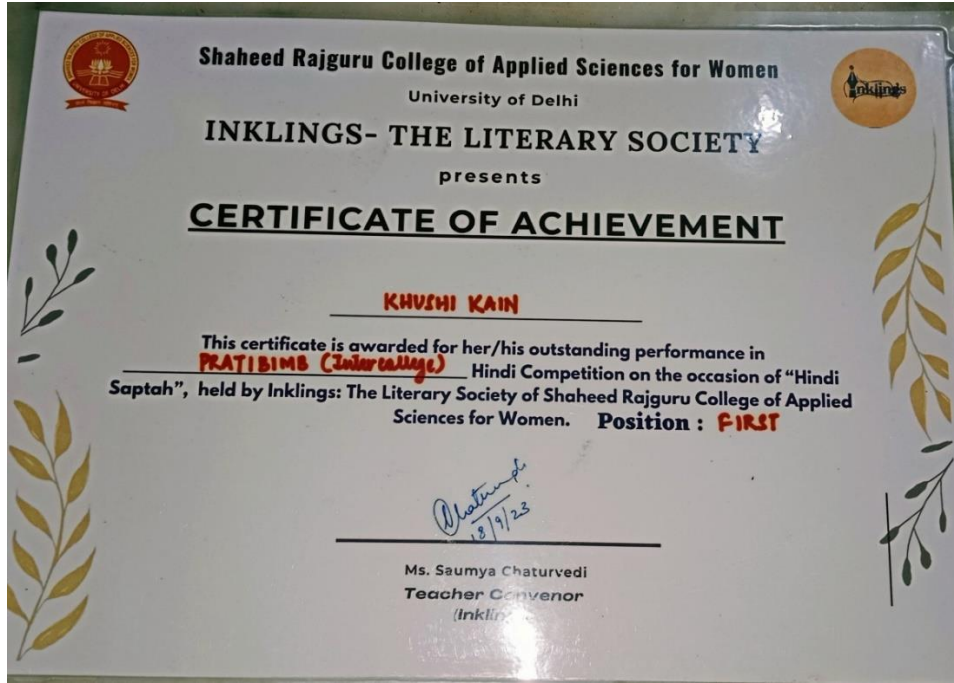 Shaheed Rajguru College of Applied Sciences for Women
University of Delhi
Inklings
INKLINGS- THE LITERARY SOCIETY
presents
CERTIFICATE OF ACHIEVEMENT
KHUSHI KAIN
This certificate is awarded for her/his outstanding performance in
PRATIBIMB (Intercollege) Hindi Competition on the occasion of “Hindi
Saptah”, held by Inklings: The Literary Society of Shaheed Rajguru College of Applied
Sciences for Women. Position : FIRST
Chaturvedi
18/9/23
Ms. Saumya Chaturvedi
Teacher Convenor